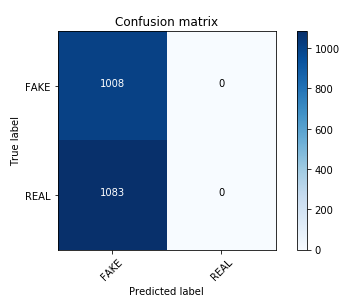 Confusion matrix
FAKE
1008
0
REAL
1083
0
True label
FAKE
REAL
Predicted label
1000
800
600
400
200
0